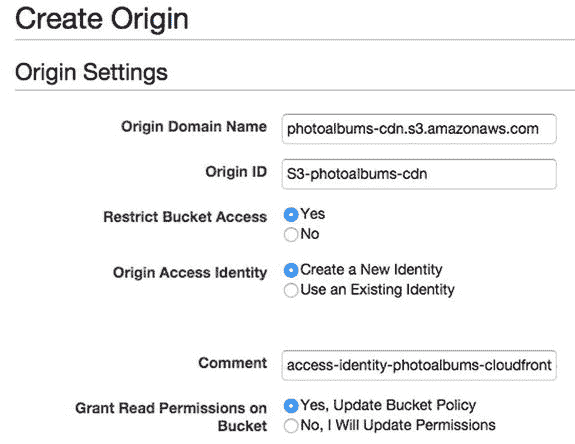 Create Origin
Origin Settings
Origin Domain Name photoalbums-cdn.s3.amazonaws.com
Origin ID S3-photoalbums-cdn
Restrict Bucket Access Yes
No
Origin Access Identity Create a New Identity
Use an Existing Identity
Comment access-identity-photoalbums-cloudfront
Grant Read Permissions on Yes, Update Bucket Policy
Bucket No, I Will Update Permissions